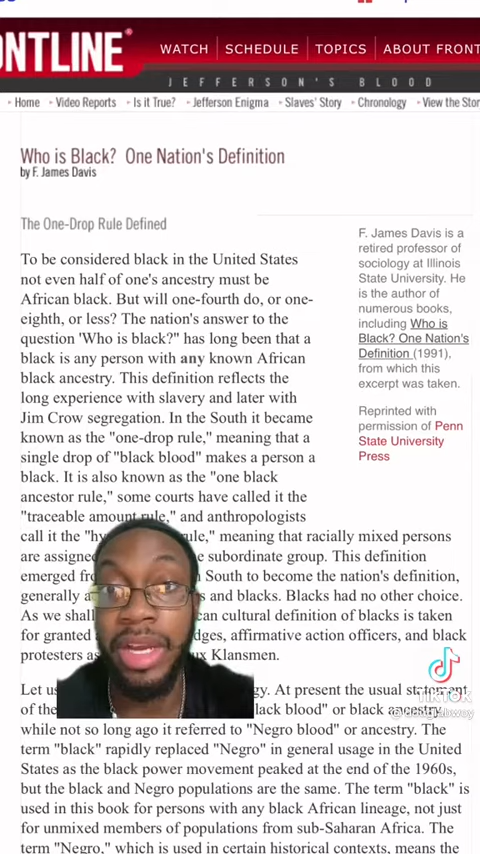 ONTLINE
WATCH SCHEDULE TOPICS ABOUT FRONT
JEFFERSON'S BLOOD
Home Video Reports Is it True? Jefferson Enigma Slaves' Story Chronology View the Stor
Who is Black? One Nation's Definition
by F. James Davis
The One-Drop Rule Defined
To be considered black in the United States
not even half of one's ancestry must be
African black. But will one-fourth do, or one-
eighth, or less? The nation's answer to the
question 'Who is black?" has long been that a
black is any person with any known African
black ancestry. This definition reflects the
long experience with slavery and later with
Jim Crow segregation. In the South it became
known as the "one-drop rule," meaning that a
single drop of "black blood" makes a person a
black. It is also known as the "one black
ancestor rule," some courts have called it the
"traceable amount rule," and anthropologists
call it the "hy rule," meaning that racially mixed persons
are assigned e subordinate group. This definition
emerged fro South to become the nation's definition,
generally a s and blacks. Blacks had no other choice.
As we shall can cultural definition of blacks is taken
for granted dges, affirmative action officers, and black
protesters as ux Klansmen.
Let us gy. At present the usual statement
of the lack blood" or black ancestry,
while not so long ago it referred to "Negro blood" or ancestry. The
term "black" rapidly replaced "Negro" in general usage in the United
States as the black power movement peaked at the end of the 1960s,
but the black and Negro populations are the same. The term "black" is
used in this book for persons with any black African lineage, not just
for unmixed members of populations from sub-Saharan Africa. The
term "Negro," which is used in certain historical contexts, means the
F. James Davis is a
retired professor of
sociology at Illinois
State University. He
is the author of
numerous books,
including Who is
Black? One Nation's
Definition (1991),
from which this
excerpt was taken.
Reprinted with
permission of Penn
State University
Press
TikTok